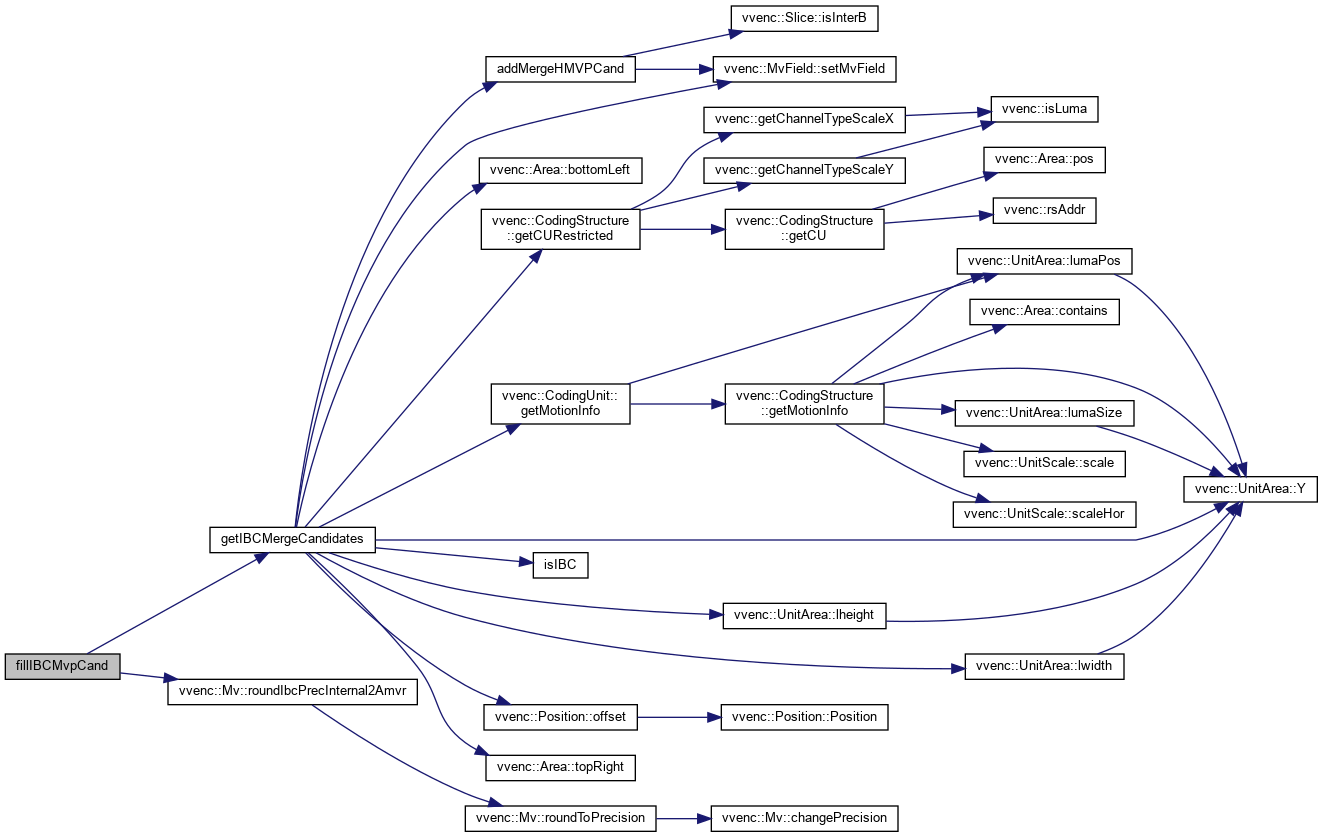 vvenc::Slice::isInterB
addMergeHMVPCand
vvenc::MvField::setMvField
vvenc::isLuma
vvenc::getChannelTypeScaleX
vvenc::Area::pos
vvenc::Area::bottomLeft
vvenc::getChannelTypeScaleY
vvenc::rsAddr
vvenc::CodingStructure
::getCURestricted
vvenc::CodingStructure
::getCU
vvenc::UnitArea::lumaPos
vvenc::Area::contains
vvenc::CodingUnit::
getMotionInfo
vvenc::CodingStructure
::getMotionInfo
vvenc::UnitArea::lumaSize
vvenc::UnitScale::scale
vvenc::UnitArea::Y
vvenc::UnitScale::scaleHor
getIBCMergeCandidates
isIBC
vvenc::UnitArea::lheight
fillIBCMvpCand
vvenc::UnitArea::lwidth
vvenc::Mv::roundIbcPrecInternal2Amvr
vvenc::Position::offset
vvenc::Position::Position
vvenc::Area::topRight
vvenc::Mv::roundToPrecision
vvenc::Mv::changePrecision